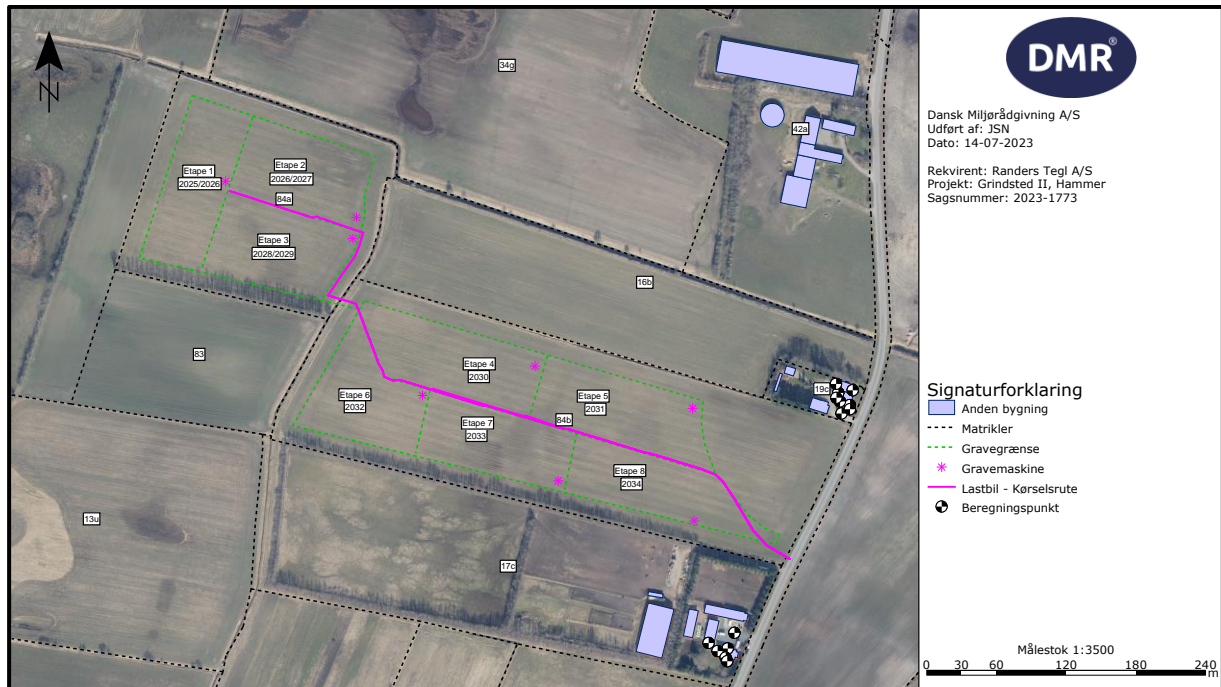 34g
42a
Etape 1
2025/2026
Etape 2
2026/2027
84a
Etape 3
2028/2029
16b
83
Etape 4
2030
Etape 5
2031
19c
Etape 6
2032
Etape 7
2033
84b
Etape 8
2034
13u
17c
N
DMR®
Dansk Miljørådgivning A/S
Udført af: JSN
Dato: 14-07-2023
Rekvirent: Randers Tegl A/S
Projekt: Grindsted II, Hammer
Sagsnummer: 2023-1773
Signaturforklaring
Anden bygning
Matrikler
Gravegrænse
Gravemaskine
Lastbil - Kørselsrute
Beregningspunkt
Målestok 1:3500
0 30 60 120 180 240
m